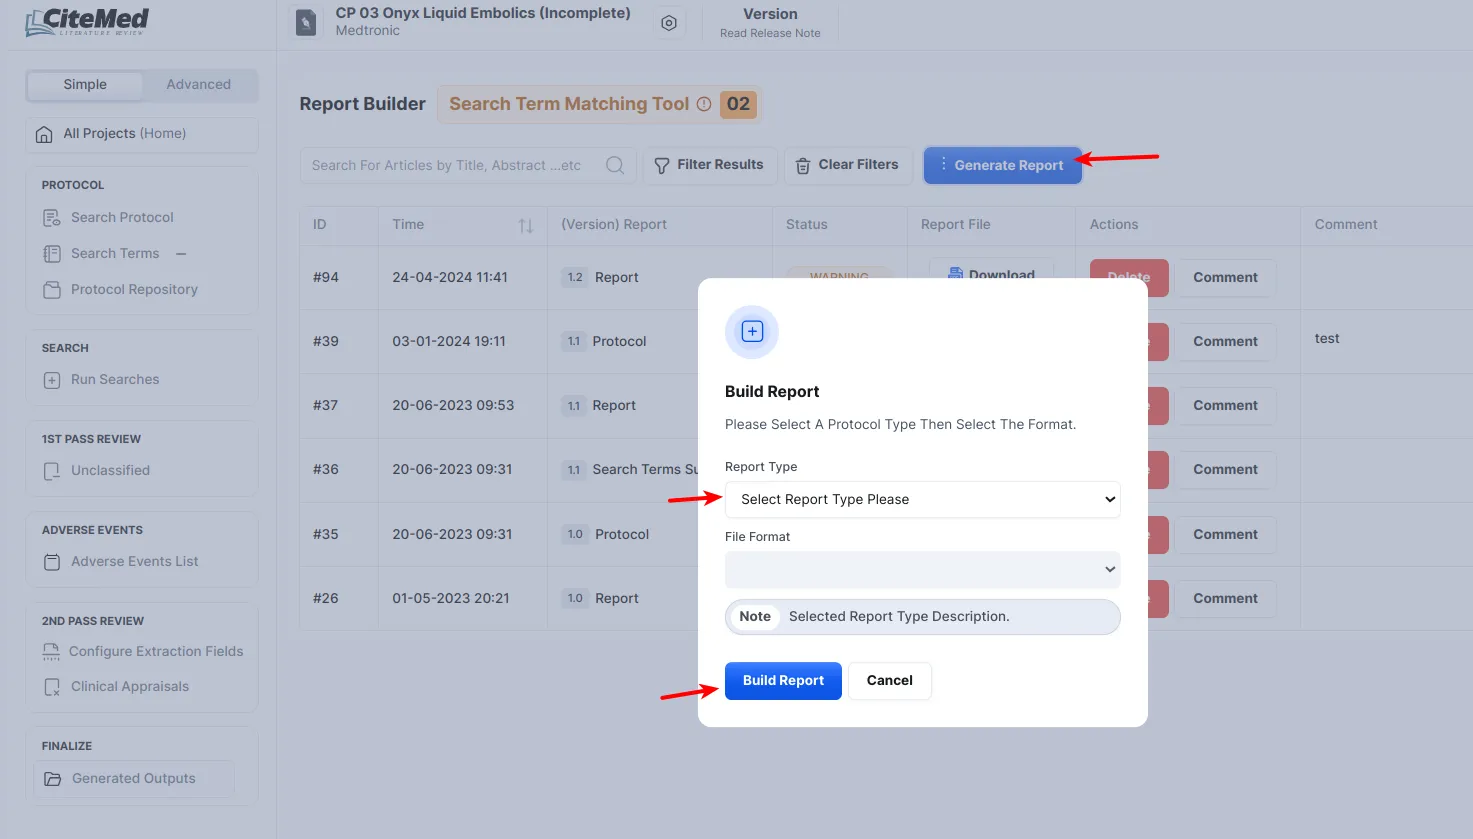 CiteMed
LITERATURE REVIEW
CP 03 Onyx Liquid Embolics (Incomplete)
Medtronic
Version
Read Release Note
Simple
Advanced
All Projects (Home)
PROTOCOL
Search Protocol
Search Terms
Protocol Repository
SEARCH
Run Searches
1ST PASS REVIEW
Unclassified
ADVERSE EVENTS
Adverse Events List
2ND PASS REVIEW
Configure Extraction Fields
Clinical Appraisals
FINALIZE
Generated Outputs
Report Builder
Search Term Matching Tool 02
Search For Articles by Title, Abstract ...etc
Filter Results
Clear Filters
Generate Report
ID Time (Version) Report Status Report File Actions Comment
#94 24-04-2024 11:41 1.2 Report WARNING Download Delete Comment
#39 03-01-2024 19:11 1.1 Protocol Comment test
#37 20-06-2023 09:53 1.1 Report Comment
#36 20-06-2023 09:31 1.1 Search Terms Su Comment
#35 20-06-2023 09:31 1.0 Protocol Comment
#26 01-05-2023 20:21 1.0 Report Comment
Build Report
Please Select A Protocol Type Then Select The Format.
Report Type
Select Report Type Please
File Format
Note Selected Report Type Description.
Build Report
Cancel